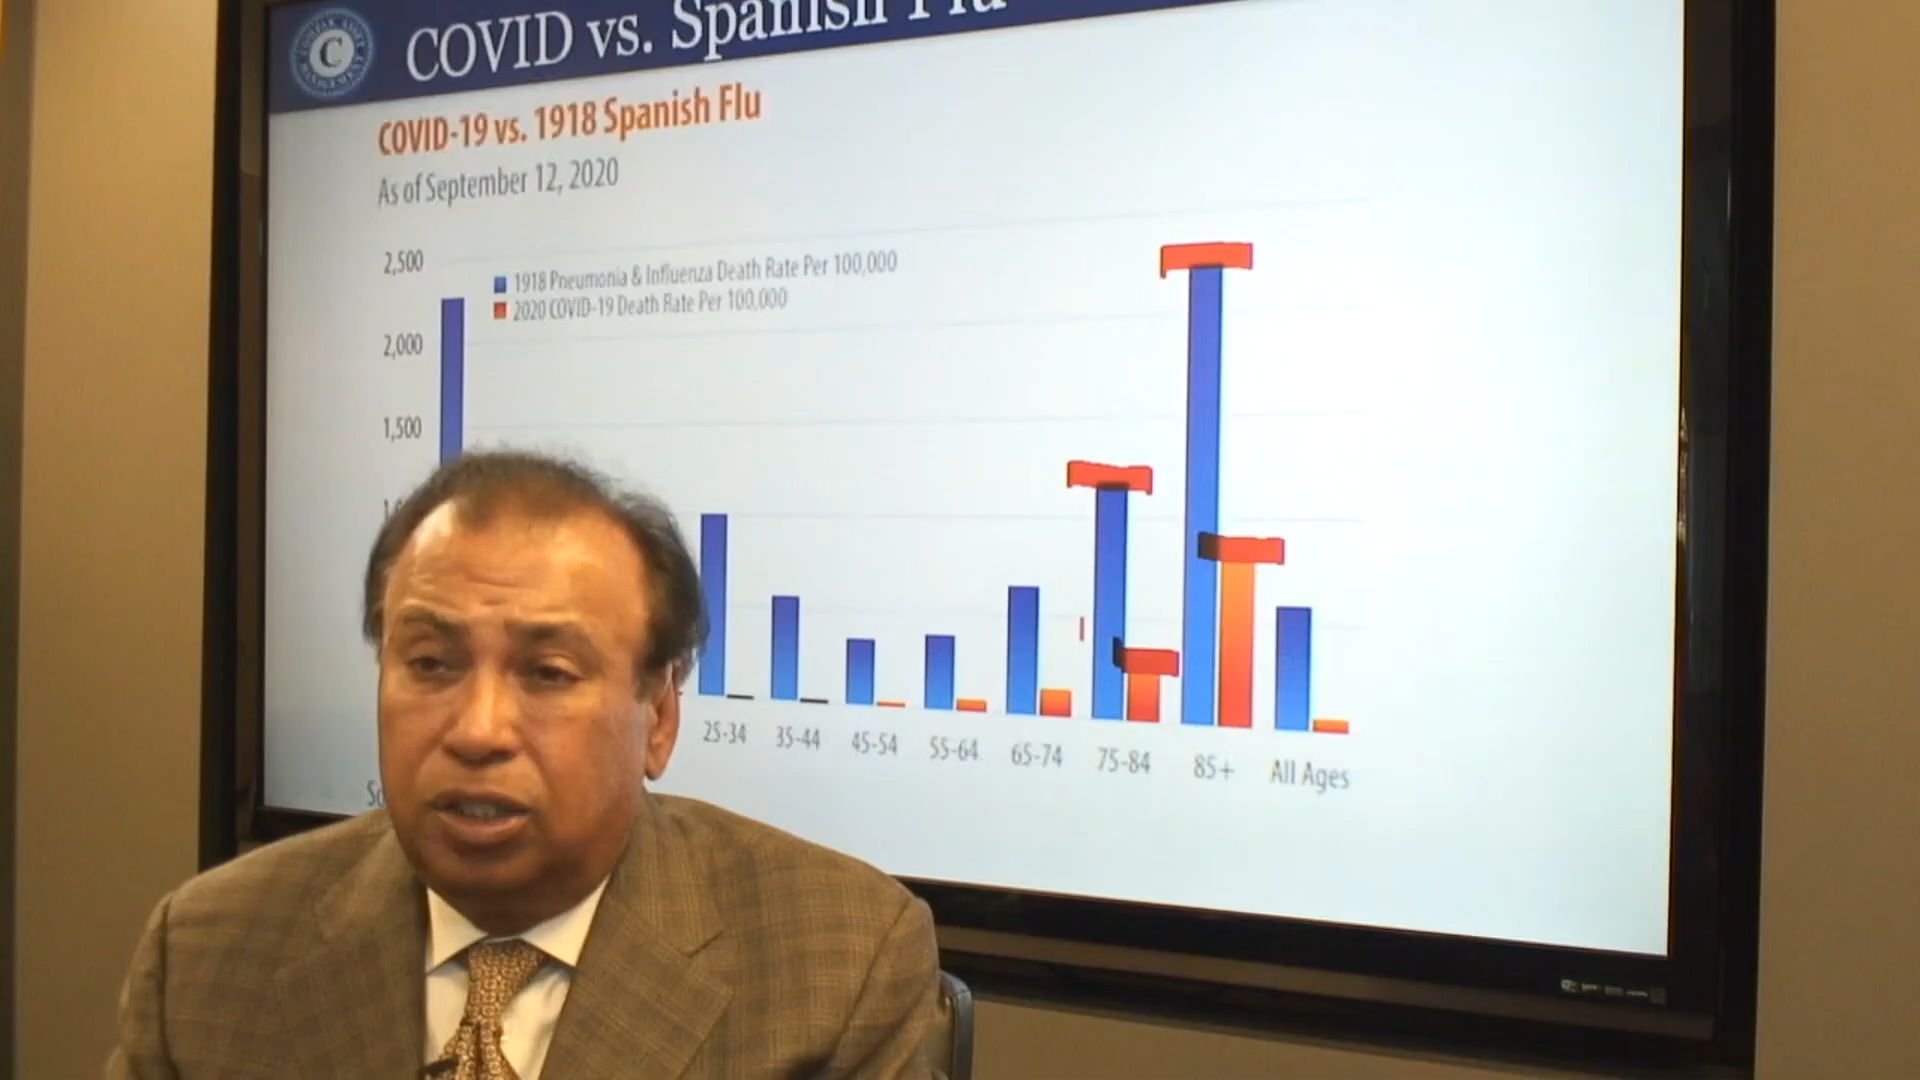 COVID vs. Spanish Flu
C
COVID-19 vs. 1918 Spanish Flu
As of September 12, 2020
2,500
1918 Pneumonia & Influenza Death Rate Per 100,000
2020 COVID-19 Death Rate Per 100,000
2,000
1,500
25-34 35-44 45-54 55-64 65-74 75-84 85+ All Ages